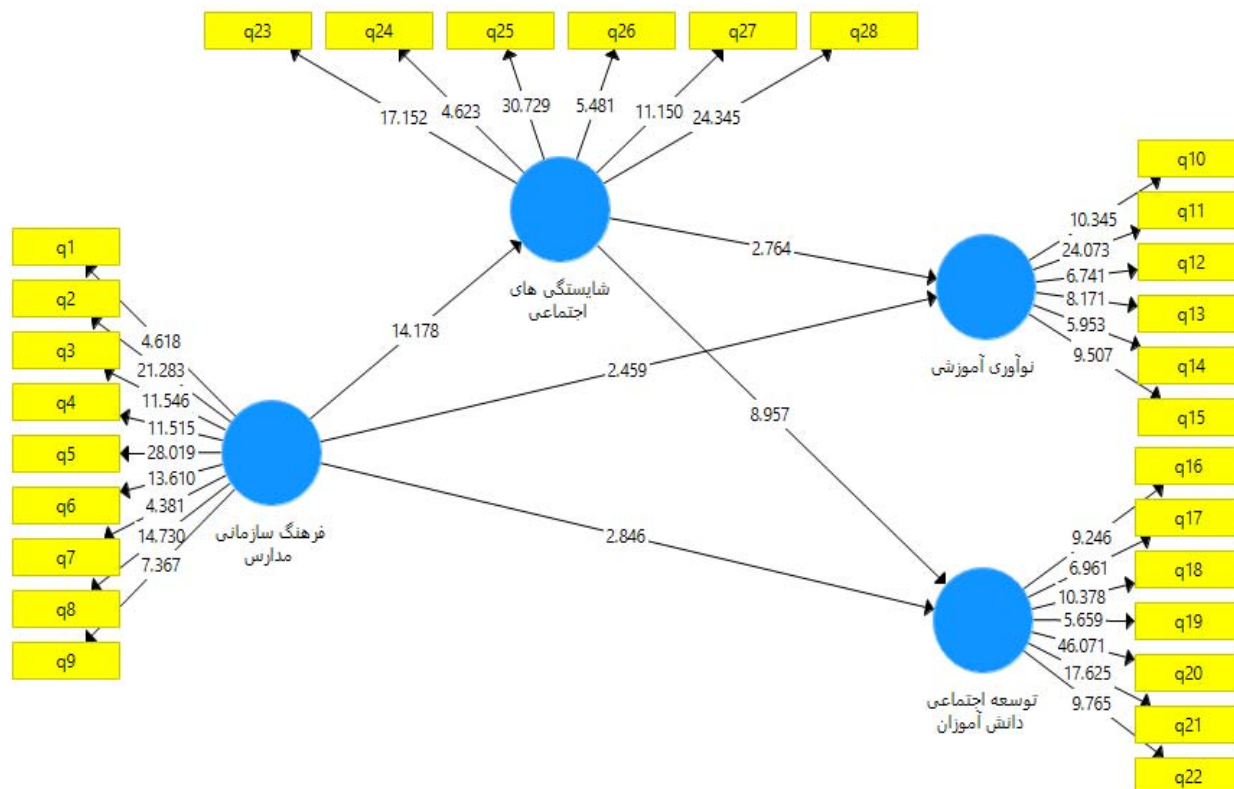 q23
q24
q25
q26
q27
q28
17.152
4.623
30.729
5.481
11.150
24.345
شایستگی های
اجتماعی
q1
q2
q3
q4
q5
q6
q7
q8
q9
4.618
21.283
11.546
11.515
28.019
13.610
4.381
14.730
7.367
فرهنگ سازمانی
مدارس
14.178
2.764
2.459
8.957
2.846
q10
q11
q12
q13
q14
q15
10.345
24.073
6.741
8.171
5.953
9.507
نوآوری آموزشی
q16
q17
q18
q19
q20
q21
q22
9.246
6.961
10.378
5.659
46.071
17.625
9.765
توسعه اجتماعی
دانش آموزان